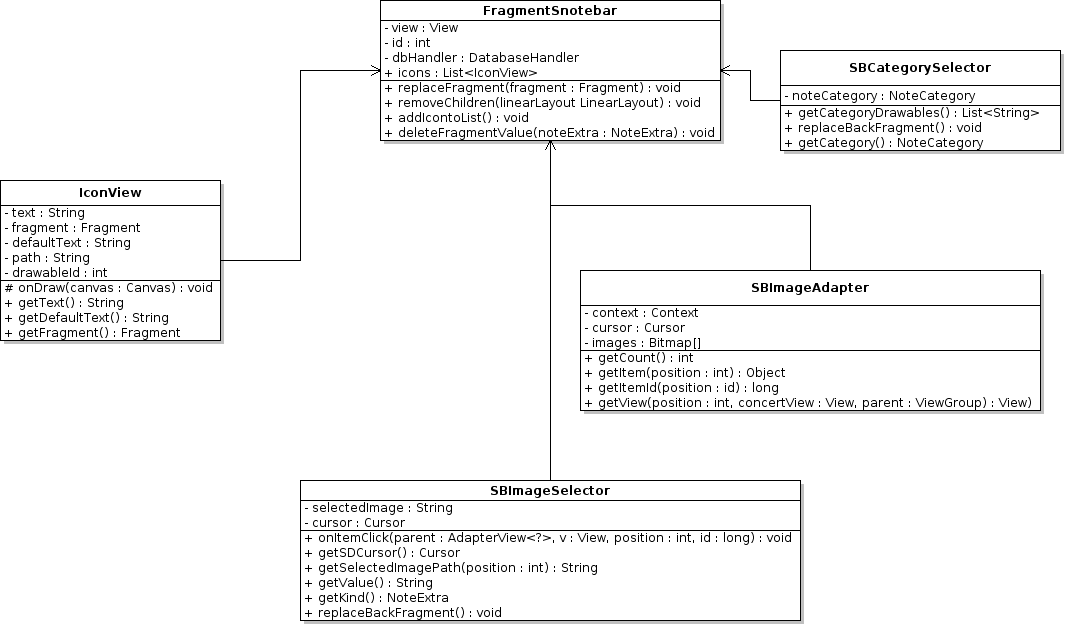 FragmentSnotebar
- view : View
- id : int
- dbHandler : DatabaseHandler
+ icons : List<IconView>
+ replaceFragment(fragment : Fragment) : void
+ removeChildren(linearLayout LinearLayout) : void
+ addIcontoList() : void
+ deleteFragmentValue(noteExtra : NoteExtra) : void
SBCategorySelector
- noteCategory : NoteCategory
+ getCategoryDrawables() : List<String>
+ replaceBackFragment() : void
+ getCategory() : NoteCategory
IconView
- text : String
- fragment : Fragment
- defaultText : String
- path : String
- drawableId : int
# onDraw(canvas : Canvas) : void
+ getText() : String
+ getDefaultText() : String
+ getFragment() : Fragment
SBImageAdapter
- context : Context
- cursor : Cursor
- images : Bitmap[]
+ getCount() : int
+ getItem(position : int) : Object
+ getItemId(position : id) : long
+ getView(position : int, concertView : View, parent : ViewGroup) : View)
SBImageSelector
- selectedImage : String
- cursor : Cursor
+ onItemClick(parent : AdapterView<?>, v : View, position : int, id : long) : void
+ getSDCursor() : Cursor
+ getSelectedImagePath(position : int) : String
+ getValue() : String
+ getKind() : NoteExtra
+ replaceBackFragment() : void